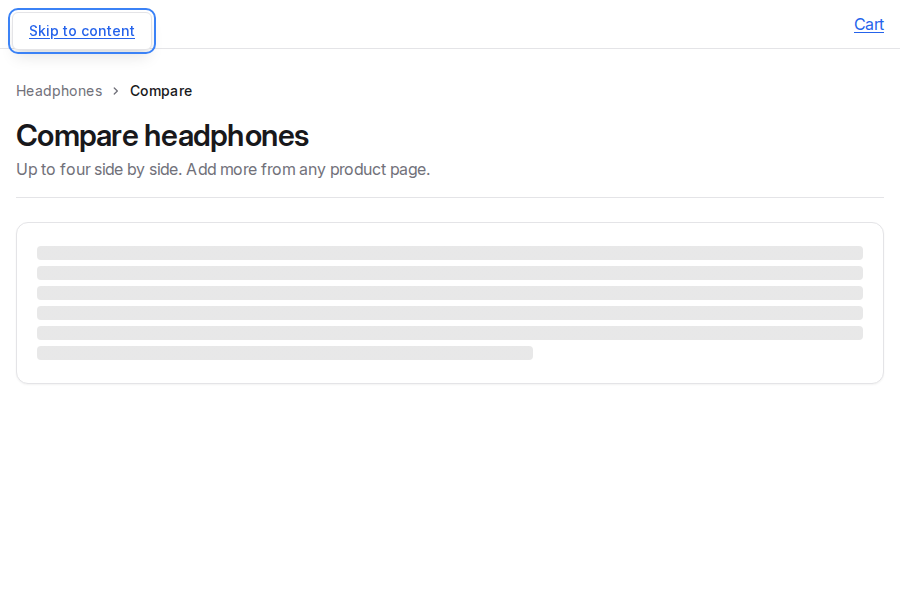 Skip to content
Cart
Headphones > Compare
Compare headphones
Up to four side by side. Add more from any product page.